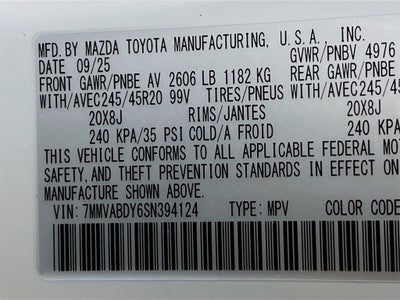 MFD. BY MAZDA TOYOTA MANUFACTURING, U.S.A., INC.
DATE 09/25 GVWR/PNBV 4976
FRONT GAWR/PNBE AV 2606 LB 1182 KG REAR GAWR/PNBE
WITH/AVEC245/45R20 99V TIRES/PNEUS WITH/AVEC245
20X8J RIMS/JANTES 20X8J
240 KPA/35 PSI COLD/A FROID 240 KPA
THIS VEHICLE CONFORMS TO ALL APPLICABLE FEDERAL MOT
SAFETY, AND THEFT PREVENTION STANDARDS IN EFFECT ON
MANUFACTURE SHOWN ABOVE.
VIN: 7MMVABDY6SN394124 TYPE: MPV COLOR CODE